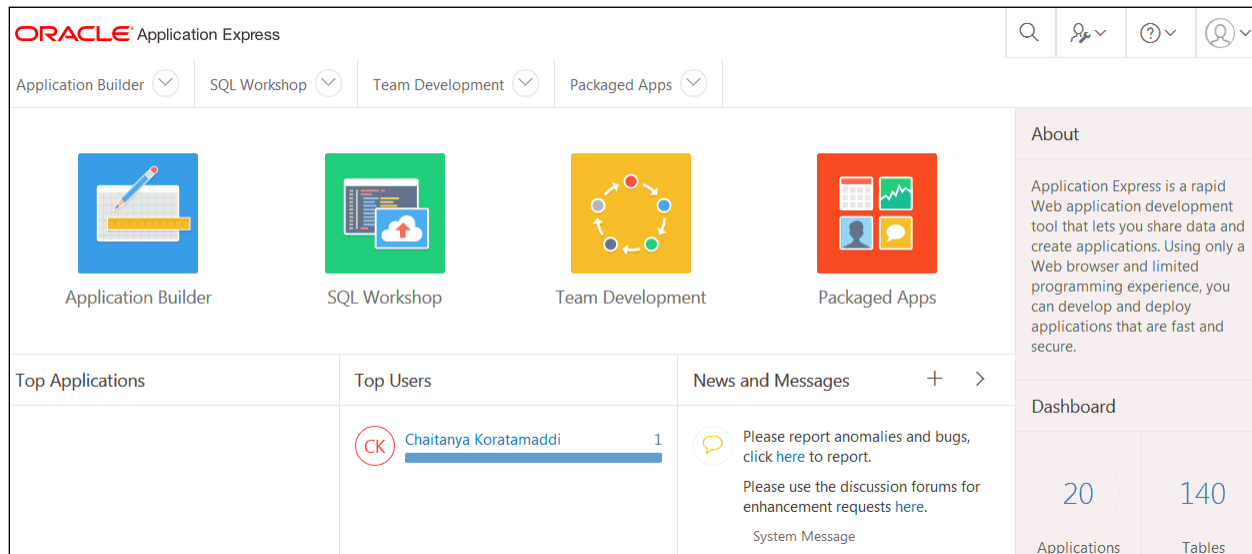 ORACLE Application Express
Application Builder
SQL Workshop
Team Development
Packaged Apps
Application Builder
SQL Workshop
Team Development
Packaged Apps
Top Applications
Top Users
CK
Chaitanya Koratamaddi 1
News and Messages
Please report anomalies and bugs,
click here to report.
Please use the discussion forums for
enhancement requests here.
System Message
About
Application Express is a rapid
Web application development
tool that lets you share data and
create applications. Using only a
Web browser and limited
programming experience, you
can develop and deploy
applications that are fast and
secure.
Dashboard
20
Applications
140
Tables